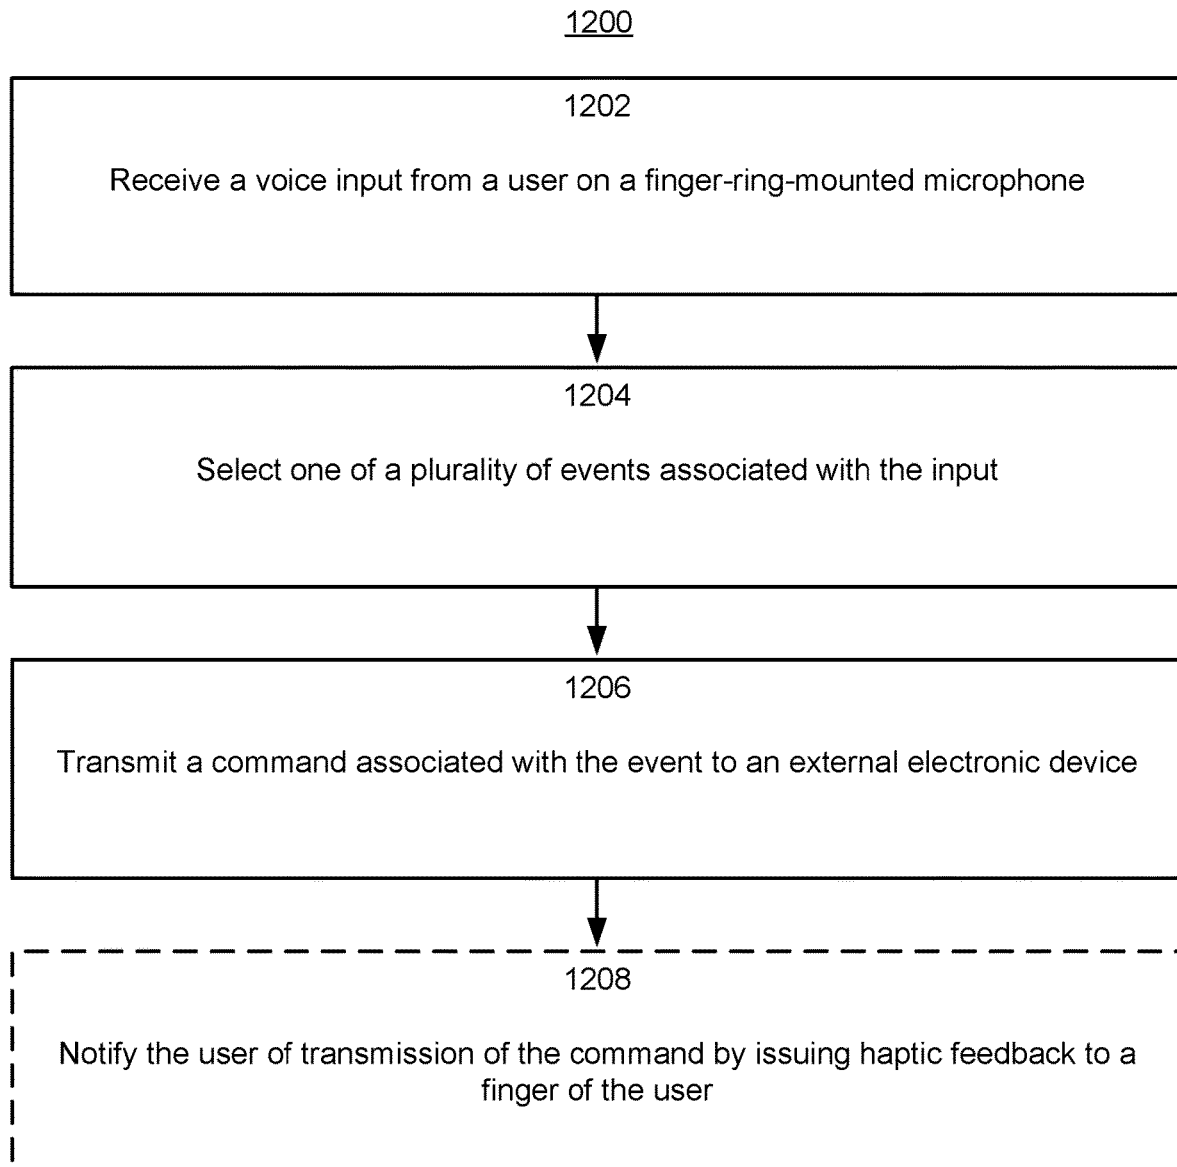 1200
1202
Receive a voice input from a user on a finger-ring-mounted microphone
1204
Select one of a plurality of events associated with the input
1206
Transmit a command associated with the event to an external electronic device
1208
Notify the user of transmission of the command by issuing haptic feedback to a
finger of the user